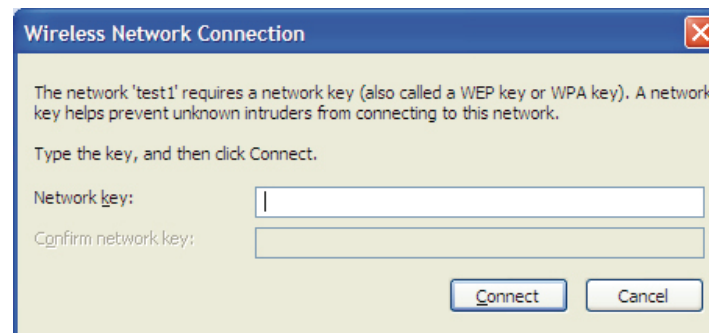 Wireless Network Connection
The network 'test1' requires a network key (also called a WEP key or WPA key). A network
key helps prevent unknown intruders from connecting to this network.
Type the key, and then click Connect.
Network key:
Confirm network key:
Connect Cancel